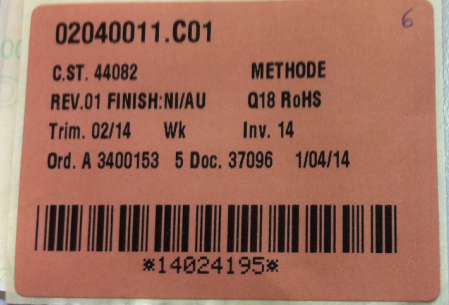 6
02040011.C01
C.ST. 44082 METHODE
REV.01 FINISH:NI/AU Q18 RoHS
Trim. 02/14 Wk Inv. 14
Ord. A 3400153 5 Doc. 37096 1/04/14
*14024195*